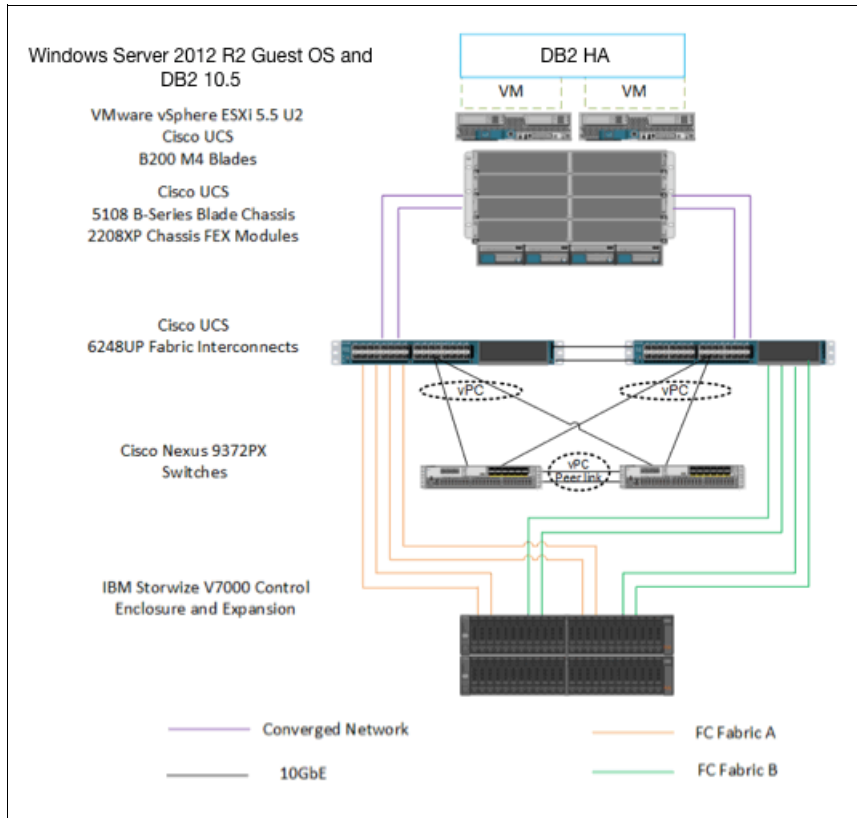 Windows Server 2012 R2 Guest OS and
DB2 10.5
DB2 HA
VM
VM
VMware vSphere ESXi 5.5 U2
Cisco UCS
B200 M4 Blades
Cisco UCS
5108 B-Series Blade Chassis
2208XP Chassis FEX Modules
Cisco UCS
6248UP Fabric Interconnects
vPC
vPC
Cisco Nexus 9372PX
Switches
vPC
Peer link
IBM Storwize V7000 Control
Enclosure and Expansion
Converged Network
FC Fabric A
10GbE
FC Fabric B